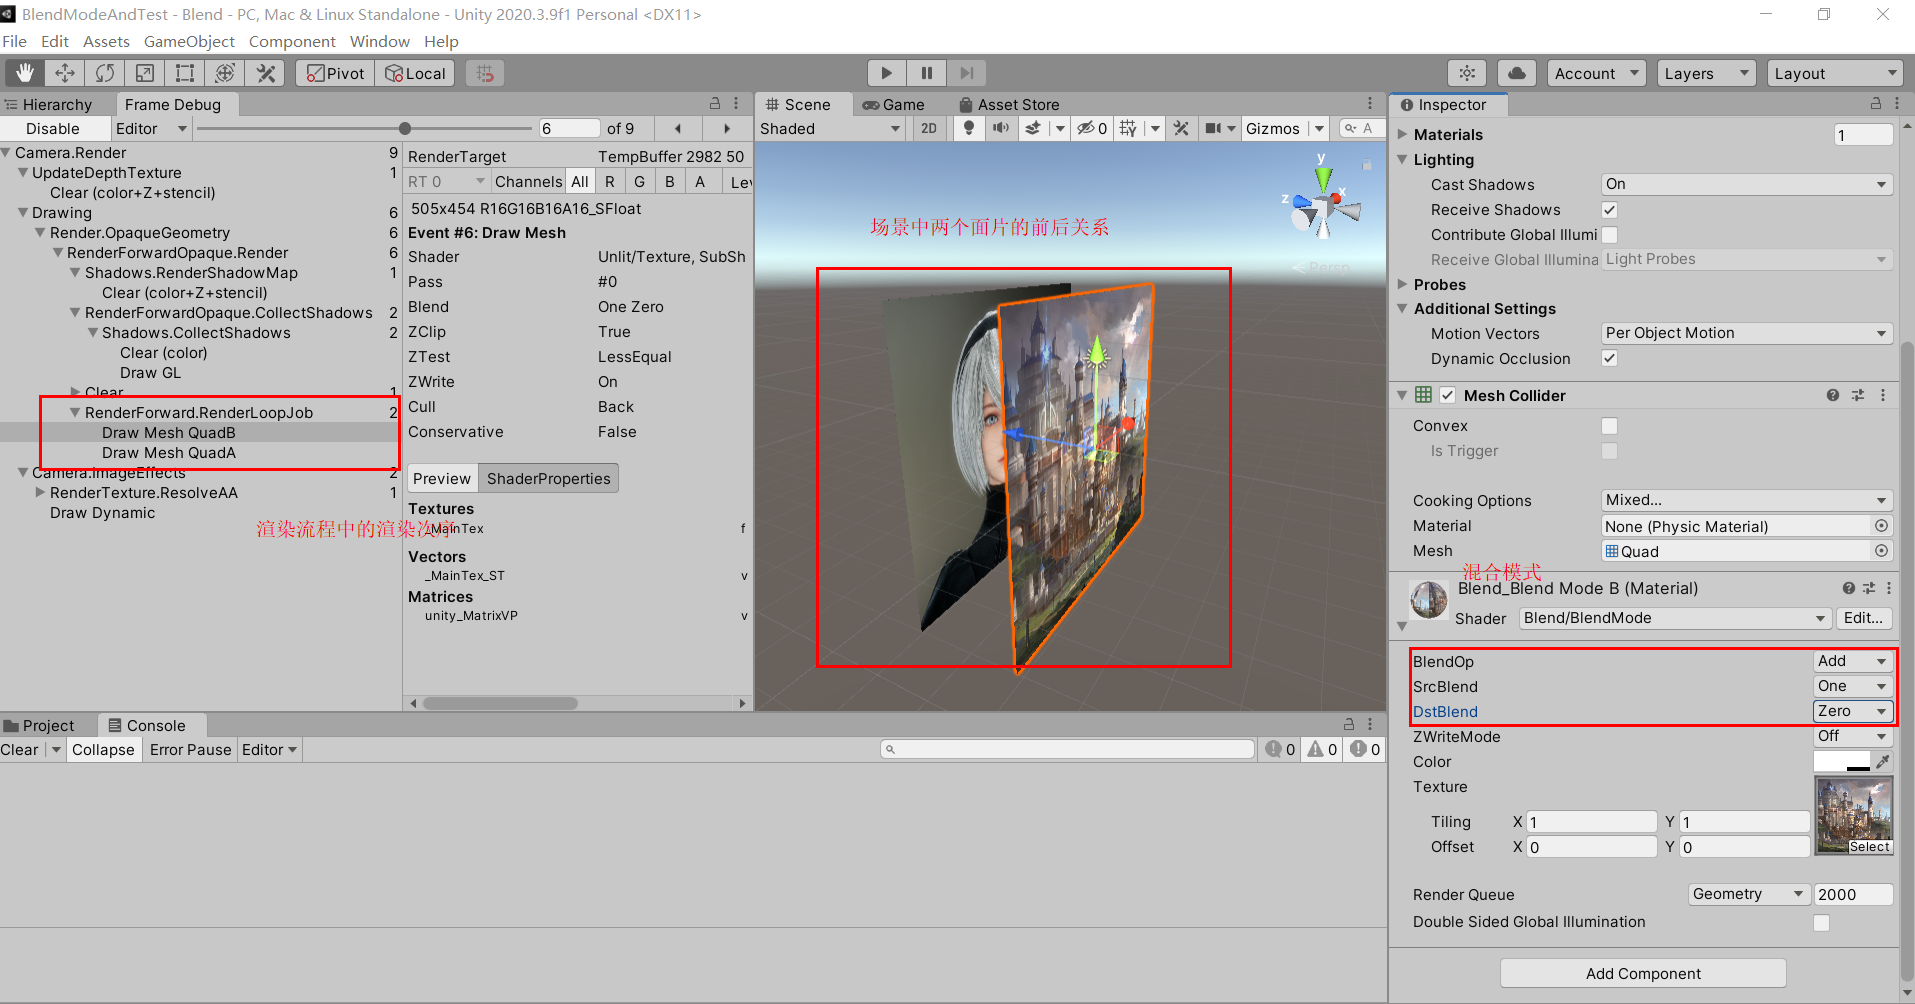 BlendModeAndTest - Blend - PC, Mac & Linux Standalone - Unity 2020.3.9f1 Personal <DX11>
File Edit Assets GameObject Component Window Help
Pivot Local Account Layers Layout
Hierarchy Frame Debug
Disable Editor 6 of 9
Camera.Render 9
UpdateDepthTexture 1
Clear (color+Z+stencil)
Drawing 6
Render.OpaqueGeometry 6
RenderForwardOpaque.Render 6
Shadows.RenderShadowMap 1
Clear (color+Z+stencil)
RenderForwardOpaque.CollectShadows 2
Shadows.CollectShadows 2
Clear (color)
Draw GL
Clear 1
RenderForward.RenderLoopJob 2
Draw Mesh QuadB
Draw Mesh QuadA
Camera.ImageEffects 2
RenderTexture.ResolveAA 1
Draw Dynamic
渲染流程中的渲染次序
RenderTarget TempBuffer 2982 50
RT 0 Channels All R G B A Lev
505x454 R16G16B16A16_SFloat
Event #6: Draw Mesh
Shader Unlit/Texture, SubSh
Pass #0
Blend One Zero
ZClip True
ZTest LessEqual
ZWrite On
Cull Back
Conservative False
Preview ShaderProperties
Textures
_MainTex f
Vectors
_MainTex_ST v
Matrices
unity_MatrixVP v
Scene Game Asset Store
Shaded 2D 0 Gizmos A
场景中两个面片的前后关系
y
x
z
Persp
Inspector
Materials 1
Lighting
Cast Shadows On
Receive Shadows
Contribute Global Illumi
Receive Global Illumina Light Probes
Probes
Additional Settings
Motion Vectors Per Object Motion
Dynamic Occlusion
Mesh Collider
Convex
Is Trigger
Cooking Options Mixed...
Material None (Physic Material)
Mesh Quad
混合模式
Blend_Blend Mode B (Material)
Shader Blend/BlendMode Edit...
BlendOp Add
SrcBlend One
DstBlend Zero
ZWriteMode Off
Color
Texture
Tiling X 1 Y 1
Offset X 0 Y 0
Select
Render Queue Geometry 2000
Double Sided Global Illumination
Add Component
Project Console
Clear Collapse Error Pause Editor 0 0 0